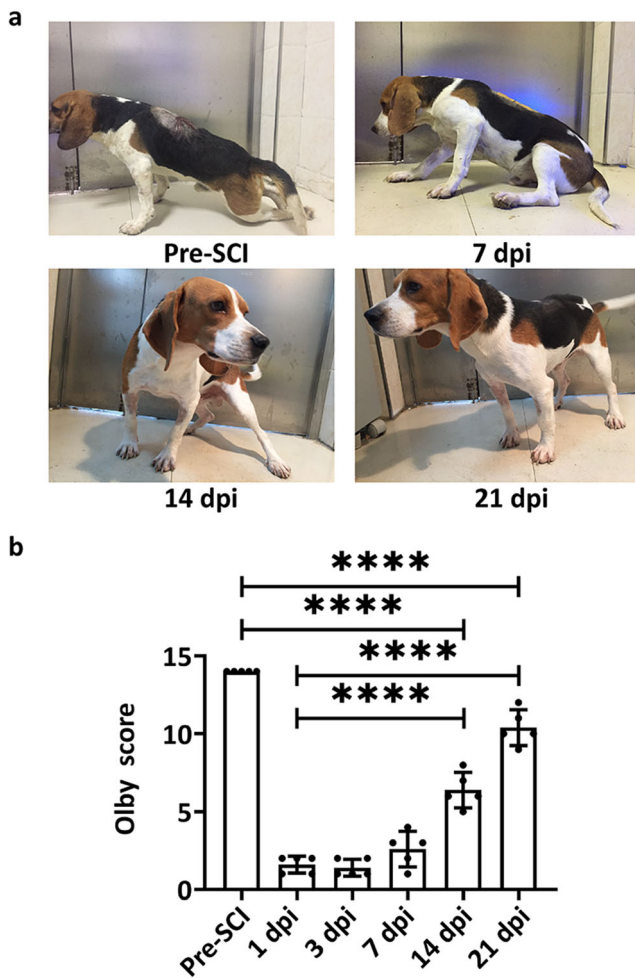 a
Pre-SCI
7 dpi
14 dpi
21 dpi
b
****
****
****
****
15
10
5
0
Olby score
Pre-SCI
1 dpi
3 dpi
7 dpi
14 dpi
21 dpi